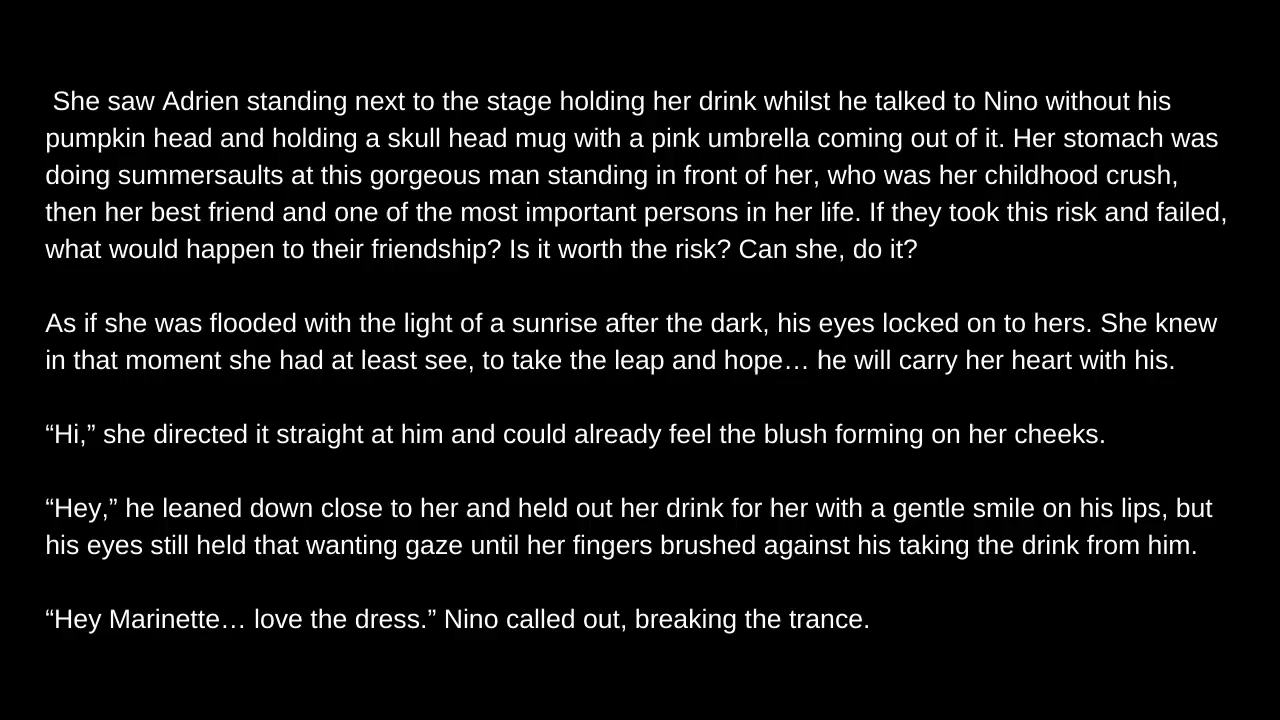 She saw Adrien standing next to the stage holding her drink whilst he talked to Nino without his
pumpkin head and holding a skull head mug with a pink umbrella coming out of it. Her stomach was
doing summersaults at this gorgeous man standing in front of her, who was her childhood crush,
then her best friend and one of the most important persons in her life. If they took this risk and failed,
what would happen to their friendship? Is it worth the risk? Can she, do it?
As if she was flooded with the light of a sunrise after the dark, his eyes locked on to hers. She knew
in that moment she had at least see, to take the leap and hope… he will carry her heart with his.
“Hi,” she directed it straight at him and could already feel the blush forming on her cheeks.
“Hey,” he leaned down close to her and held out her drink for her with a gentle smile on his lips, but
his eyes still held that wanting gaze until her fingers brushed against his taking the drink from him.
“Hey Marinette… love the dress.” Nino called out, breaking the trance.